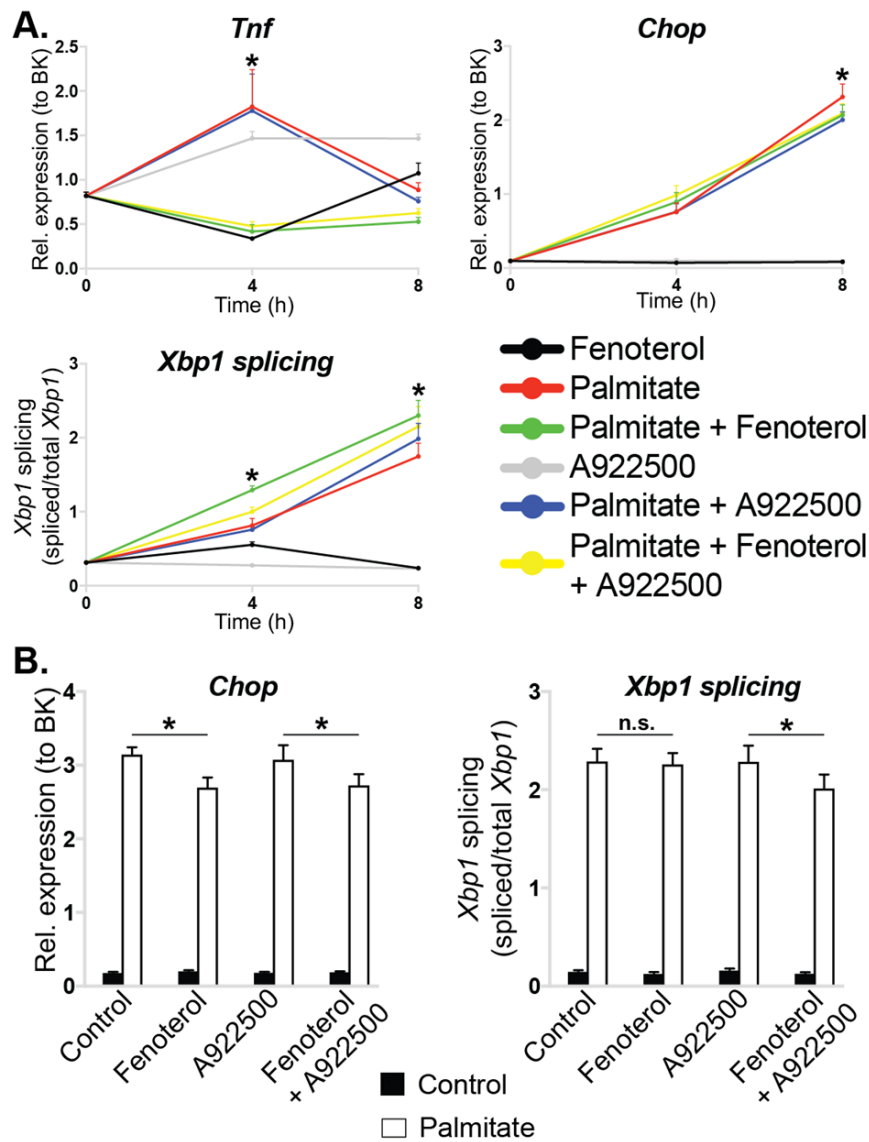 A.
Tnf
Rel. expression (to BK)
2.5
2.0
1.5
1.0
0.5
0.0
*
0
4
8
Time (h)
Chop
Rel. expression (to BK)
3
2
1
0
*
0
4
8
Time (h)
Xbp1 splicing
Xbp1 splicing
(spliced/total Xbp1)
3
2
1
0
*
*
0
4
8
Time (h)
Fenoterol
Palmitate
Palmitate + Fenoterol
A922500
Palmitate + A922500
Palmitate + Fenoterol
+ A922500
B.
Chop
Rel. expression (to BK)
4
3
2
1
0
*
*
Control
Fenoterol
A922500
Fenoterol
+ A922500
Xbp1 splicing
Xbp1 splicing
(spliced/total Xbp1)
3
2
1
0
n.s.
*
Control
Fenoterol
A922500
Fenoterol
+ A922500
Control
Palmitate